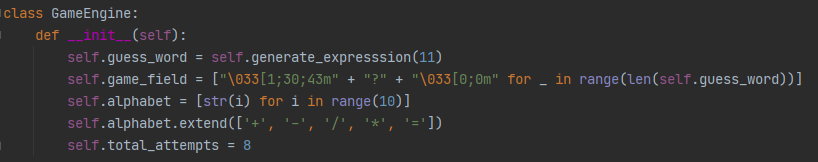 class GameEngine:
    def __init__(self):
        self.guess_word = self.generate_expresssion(11)
        self.game_field = ["\033[1;30;43m" + "?" + "\033[0;0m" for _ in range(len(self.guess_word))]
        self.alphabet = [str(i) for i in range(10)]
        self.alphabet.extend(['+', '-', '/', '*', '='])
        self.total_attempts = 8